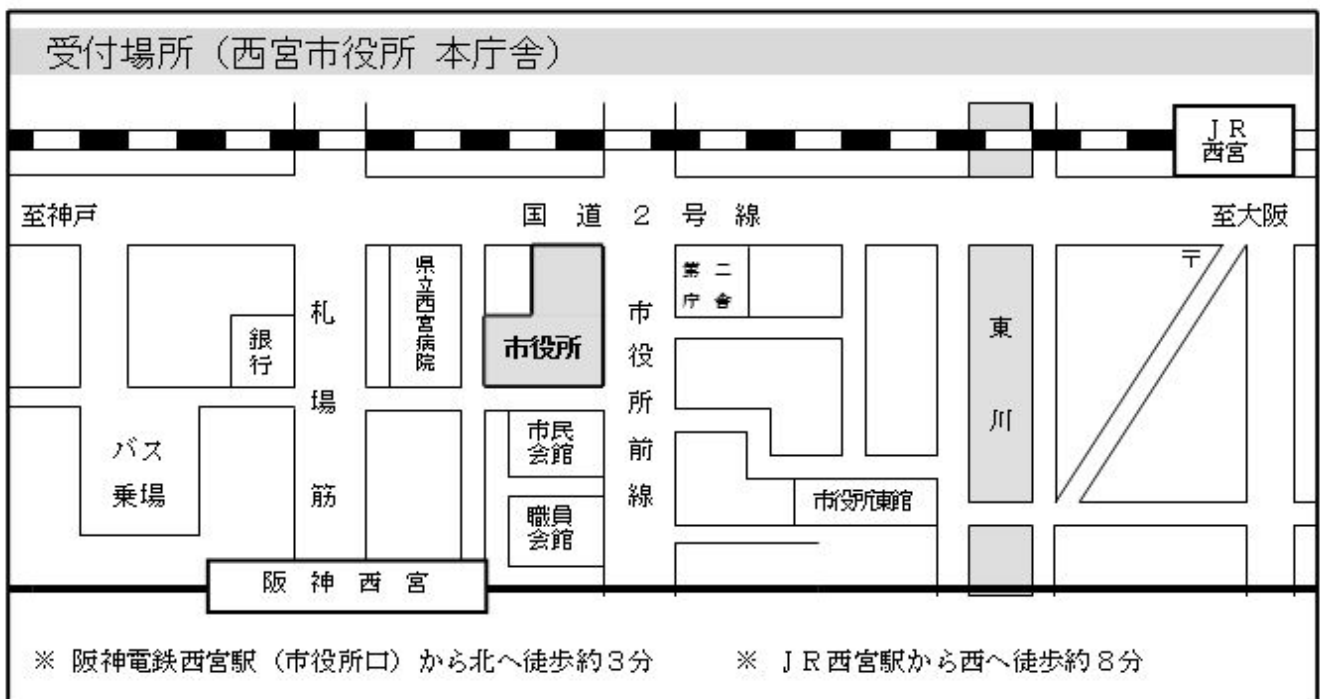 受付場所（西宮市役所 本庁舎）
ＪＲ
西宮
至神戸
国道２号線
至大阪
県立西宮病院
市役所
第二
庁舎
〒
銀行
札場筋
市役所前線
東川
市民
会館
バス
乗場
職員
会館
市役所東館
阪神西宮
※ 阪神電鉄西宮駅（市役所口）から北へ徒歩約３分
※ ＪＲ西宮駅から西へ徒歩約８分